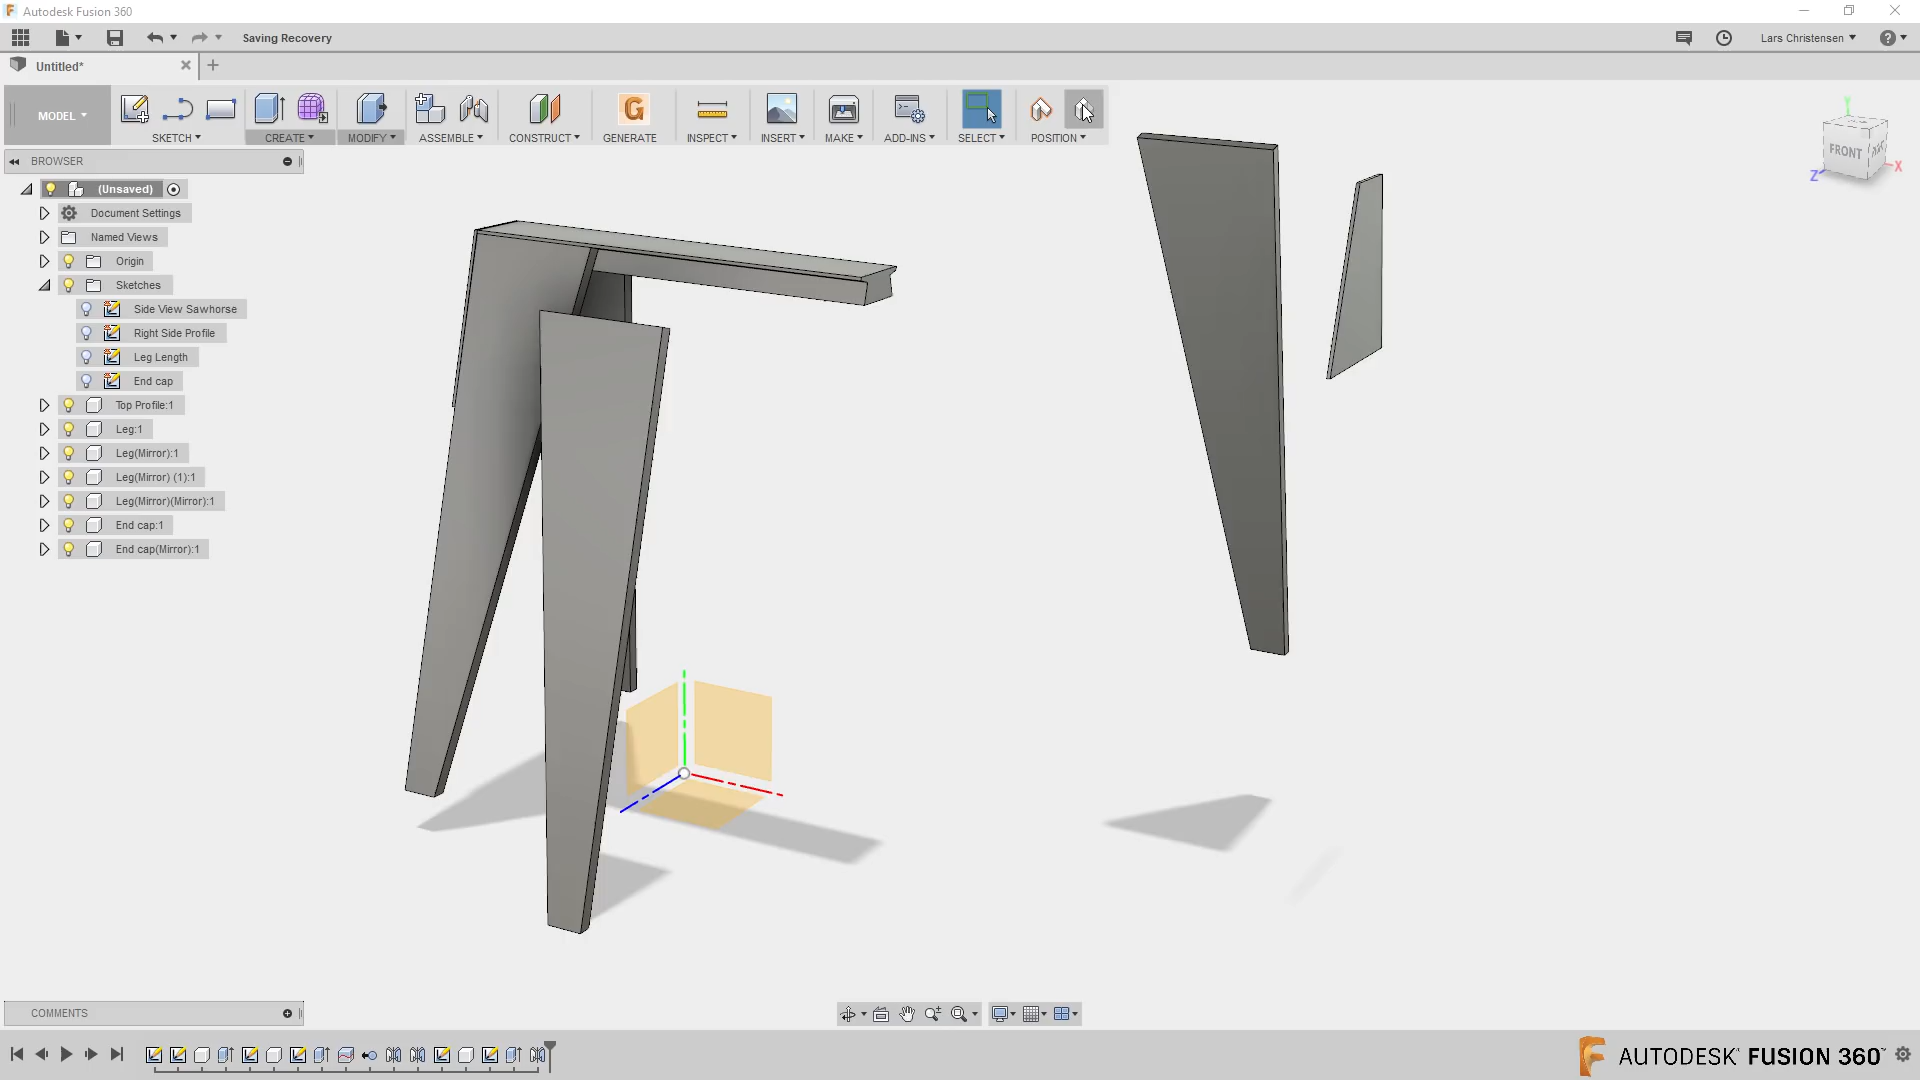 Autodesk Fusion 360
Saving Recovery
Lars Christensen
Untitled*
MODEL
SKETCH
CREATE
MODIFY
ASSEMBLE
CONSTRUCT
GENERATE
INSPECT
INSERT
MAKE
ADD-INS
SELECT
POSITION
BROWSER
(Unsaved)
Document Settings
Named Views
Origin
Sketches
Side View Sawhorse
Right Side Profile
Leg Length
End cap
Top Profile:1
Leg:1
Leg(Mirror):1
Leg(Mirror) (1):1
Leg(Mirror)(Mirror):1
End cap:1
End cap(Mirror):1
Y
FRONT
X
Z
COMMENTS
AUTODESK® FUSION 360™